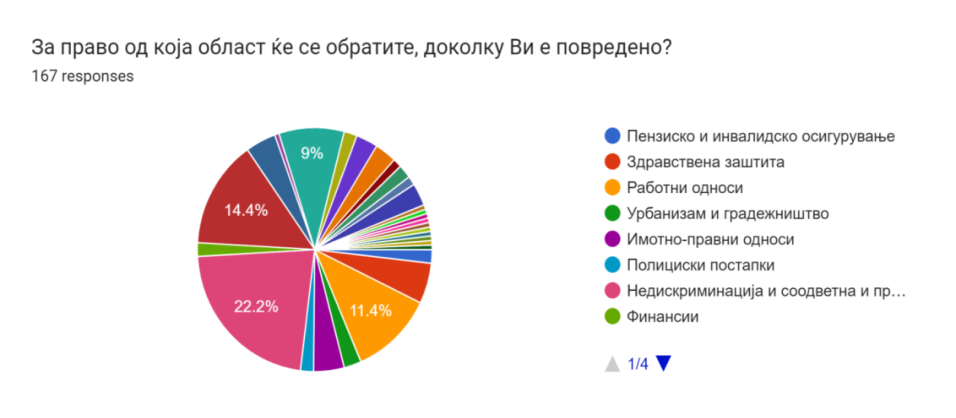 За право од која област ќе се обратите, доколку Ви е повредено?
167 responses
9%
14.4%
22.2%
11.4%
Пензиско и инвалидско осигурување
Здравствена заштита
Работни односи
Урбанизам и градежништво
Имотно-правни односи
Полициски постапки
Недискриминација и соодветна и пр…
Финансии
1/4